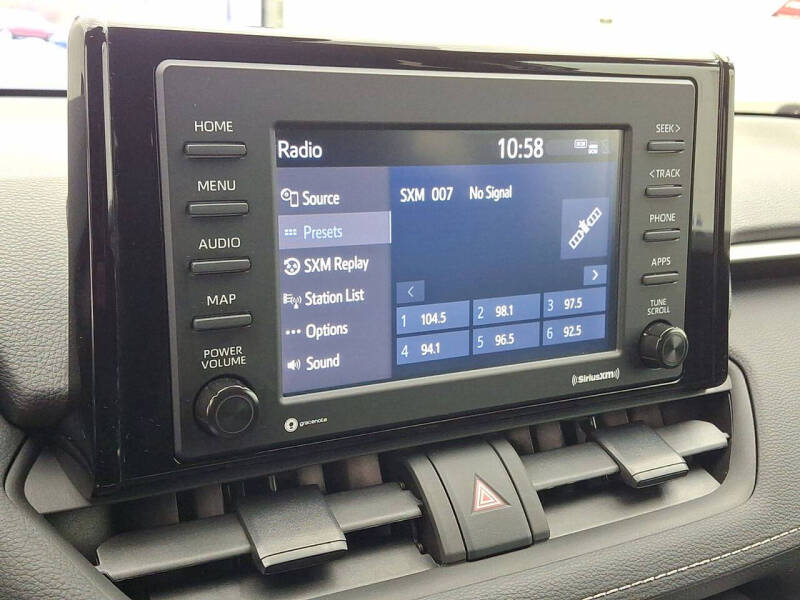 HOME
MENU
AUDIO
MAP
POWER
VOLUME
Radio 10:58
Source
Presets
SXM Replay
Station List
Options
Sound
SXM 007 No Signal
<
>
1 104.5 2 98.1 3 97.5
4 94.1 5 96.5 6 92.5
SEEK >
< TRACK
PHONE
APPS
TUNE
SCROLL
gracenote
((SiriusXM))